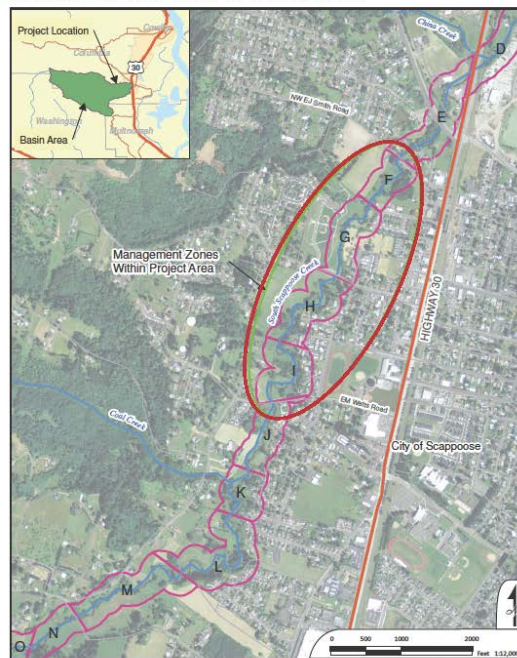 Project Location
Cowlitz
Columbia
30
Washington
Multnomah
Basin Area
China Creek
D
NW EJ Smith Road
E
F
G
Management Zones
Within Project Area
South Scappoose Creek
H
HIGHWAY 30
I
EM Watts Road
J
City of Scappoose
Coal Creek
K
L
M
N
O
0 500 1000 2000
Feet 1:12,000